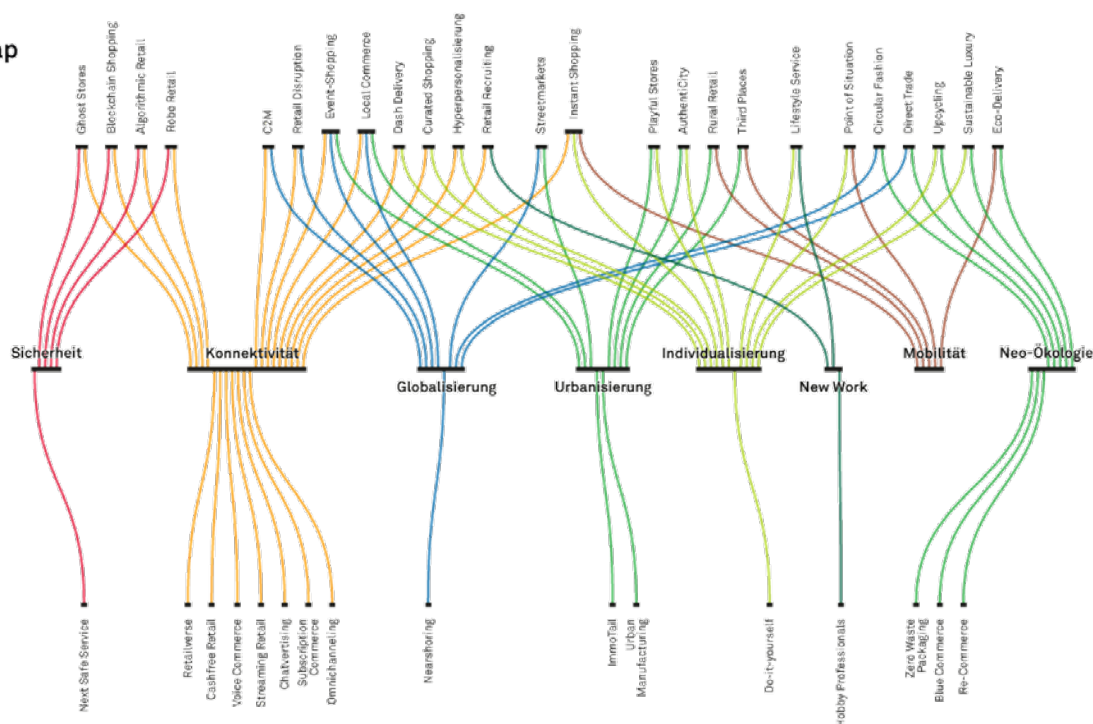 ap
Ghost Stores
Blockchain Shopping
Algorithmic Retail
Robo Retail
C2M
Retail Disruption
Event-Shopping
Local Commerce
Dash Delivery
Curated Shopping
Hyperpersonalisierung
Retail Recruiting
Streetmarkets
Instant Shopping
Playful Stores
AuthentiCity
Rural Retail
Third Places
Lifestyle Service
Point of Situation
Circular Fashion
Direct Trade
Upcycling
Sustainable Luxury
Eco-Delivery
Sicherheit
Konnektivität
Globalisierung
Urbanisierung
Individualisierung
New Work
Mobilität
Neo-Ökologie
Next Safe Service
Retailverse
Cashfree Retail
Voice Commerce
Streaming Retail
Chatvertising
Subscription
Commerce
Omnichanneling
Nearshoring
ImmoTail
Urban
Manufacturing
Do-it-yourself
Hobby Professionals
Zero Waste
Packaging
Blue Commerce
Re-Commerce